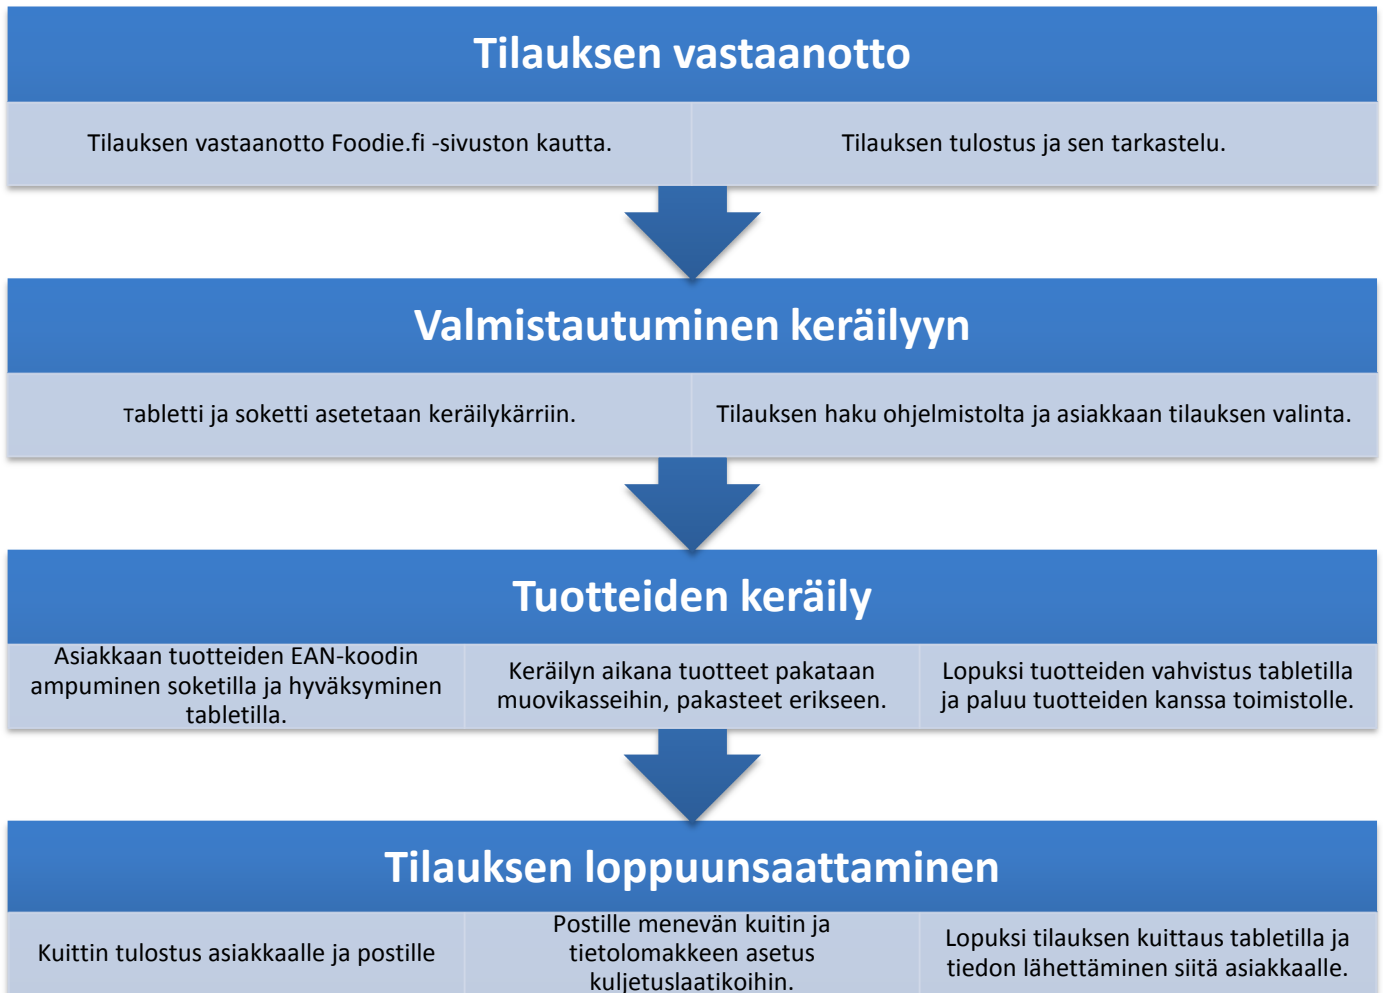 Tilauksen vastaanotto
Tilauksen vastaanotto Foodie.fi -sivuston kautta.
Tilauksen tulostus ja sen tarkastelu.
Valmistautuminen keräilyyn
Tabletti ja soketti asetetaan keräilykärriin.
Tilauksen haku ohjelmistolta ja asiakkaan tilauksen valinta.
Tuotteiden keräily
Asiakkaan tuotteiden EAN-koodin
ampuminen soketilla ja hyväksyminen
tabletilla.
Keräilyn aikana tuotteet pakataan
muovikasseihin, pakasteet erikseen.
Lopuksi tuotteiden vahvistus tabletilla
ja paluu tuotteiden kanssa toimistolle.
Tilauksen loppuunsaattaminen
Kuittin tulostus asiakkaalle ja postille
Postille menevän kuitin ja
tietolomakkeen asetus
kuljetuslaatikoihin.
Lopuksi tilauksen kuittaus tabletilla ja
tiedon lähettäminen siitä asiakkaalle.